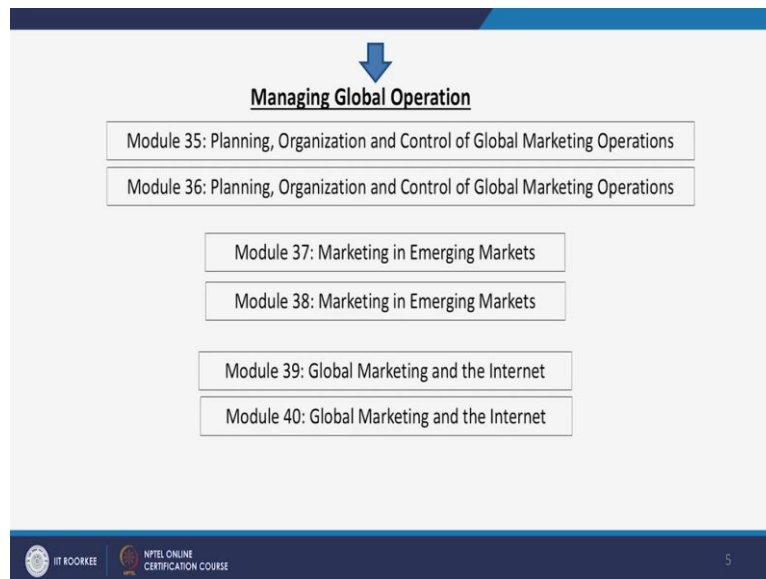 Managing Global Operation
Module 35: Planning, Organization and Control of Global Marketing Operations
Module 36: Planning, Organization and Control of Global Marketing Operations
Module 37: Marketing in Emerging Markets
Module 38: Marketing in Emerging Markets
Module 39: Global Marketing and the Internet
Module 40: Global Marketing and the Internet
IIT ROORKEE
NPTEL ONLINE
CERTIFICATION COURSE
5